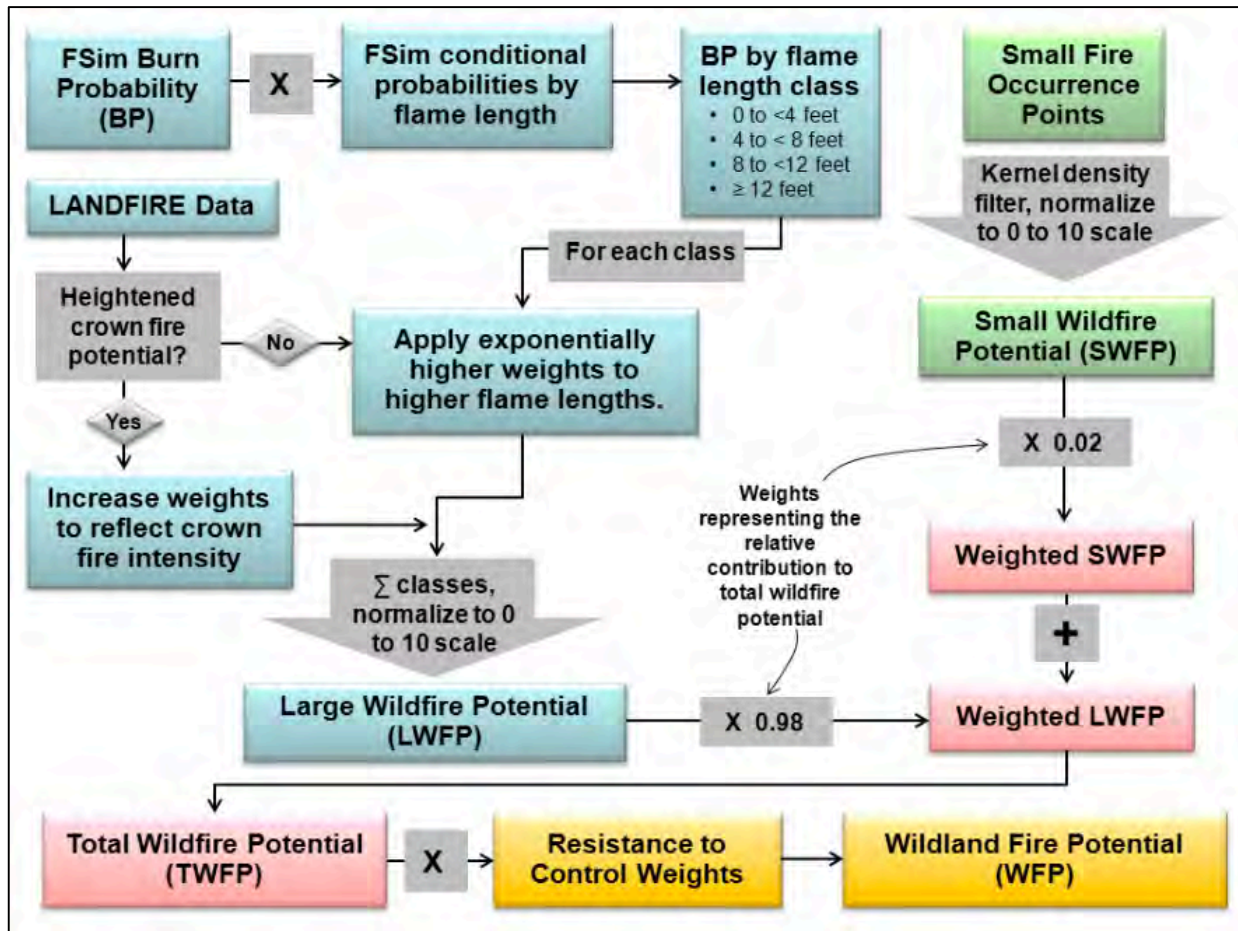 FSim Burn
Probability
(BP)
X
FSim conditional
probabilities by
flame length
BP by flame
length class
• 0 to <4 feet
• 4 to < 8 feet
• 8 to <12 feet
• ≥ 12 feet
Small Fire
Occurrence
Points
Kernel density
filter, normalize
to 0 to 10 scale
LANDFIRE Data
For each class
Heightened
crown fire
potential?
No
Apply exponentially
higher weights to
higher flame lengths.
Small Wildfire
Potential (SWFP)
Yes
X 0.02
Increase weights
to reflect crown
fire intensity
Weights
representing the
relative
contribution to
total wildfire
potential
Weighted SWFP
∑ classes,
normalize to 0
to 10 scale
+
Large Wildfire Potential
(LWFP)
X 0.98
Weighted LWFP
Total Wildfire Potential
(TWFP)
X
Resistance to
Control Weights
Wildland Fire Potential
(WFP)